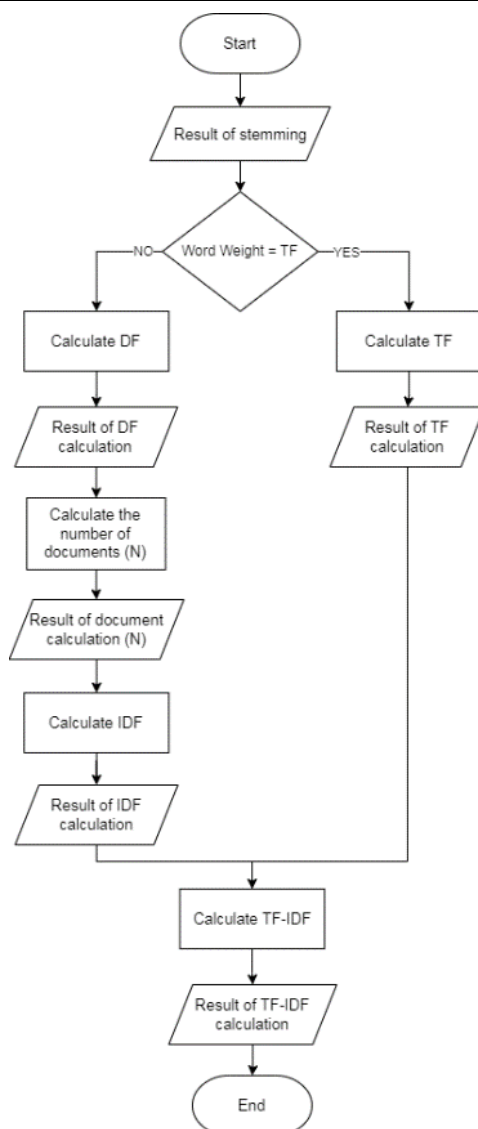 Start
Result of stemming
Word Weight = TF
NO
YES
Calculate DF
Calculate TF
Result of DF
calculation
Result of TF
calculation
Calculate the
number of
documents (N)
Result of document
calculation (N)
Calculate IDF
Result of IDF
calculation
Calculate TF-IDF
Result of TF-IDF
calculation
End